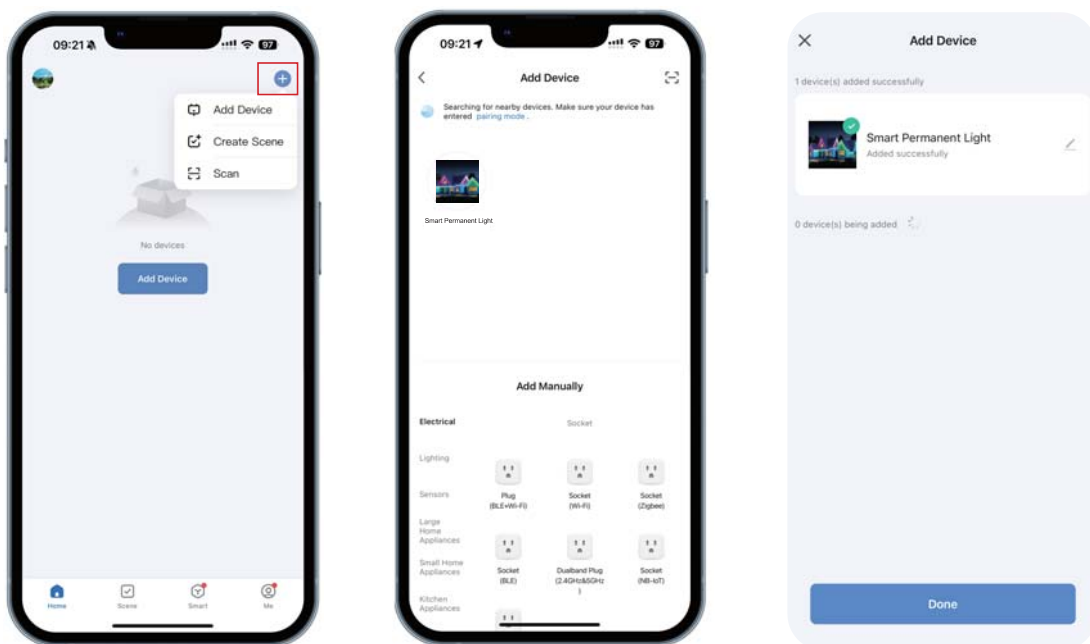 09:21
97
Add Device
Create Scene
Scan
No devices
Add Device
Home
Scene
Smart
Me
09:21
97
Add Device
Searching for nearby devices. Make sure your device has
entered pairing mode .
Smart Permanent Light
Add Manually
Electrical
Socket
Lighting
Sensors
Large
Home
Appliances
Small Home
Appliances
Kitchen
Appliances
Plug
(BLE+Wi-Fi)
Socket
(Wi-Fi)
Socket
(Zigbee)
Socket
(BLE)
Dualband Plug
(2.4GHz&5GHz
)
Socket
(NB-IoT)
Add Device
1 device(s) added successfully
Smart Permanent Light
Added successfully
0 device(s) being added
Done